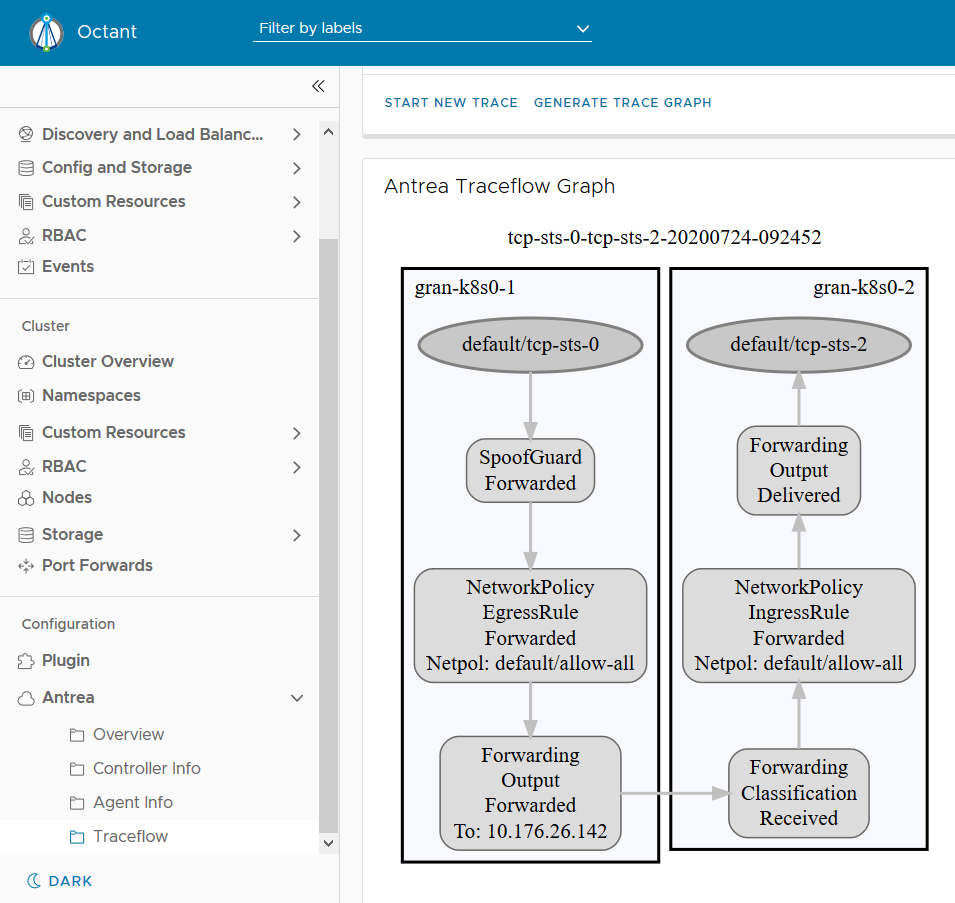 Octant
Filter by labels
Discovery and Load Balanc...
Config and Storage
Custom Resources
RBAC
Events
Cluster
Cluster Overview
Namespaces
Custom Resources
RBAC
Nodes
Storage
Port Forwards
Configuration
Plugin
Antrea
Overview
Controller Info
Agent Info
Traceflow
DARK
START NEW TRACE GENERATE TRACE GRAPH
Antrea Traceflow Graph
tcp-sts-0-tcp-sts-2-20200724-092452
gran-k8s0-1
default/tcp-sts-0
SpoofGuard
Forwarded
NetworkPolicy
EgressRule
Forwarded
Netpol: default/allow-all
Forwarding
Output
Forwarded
To: 10.176.26.142
gran-k8s0-2
default/tcp-sts-2
Forwarding
Output
Delivered
NetworkPolicy
IngressRule
Forwarded
Netpol: default/allow-all
Forwarding
Classification
Received